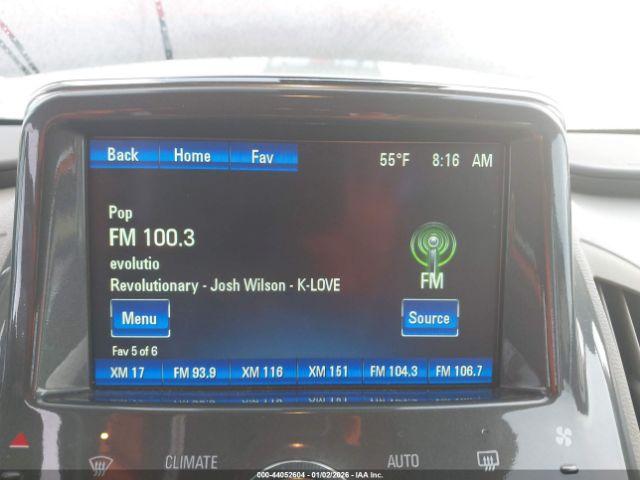 Back Home Fav 55°F 8:16 AM
Pop
FM 100.3
evolutio
Revolutionary - Josh Wilson - K-LOVE
FM
Menu Source
Fav 5 of 6
XM 17 FM 93.9 XM 116 XM 151 FM 104.3 FM 106.7
CLIMATE AUTO
000-44052604 - 01/02/2026 - © IAA Inc.